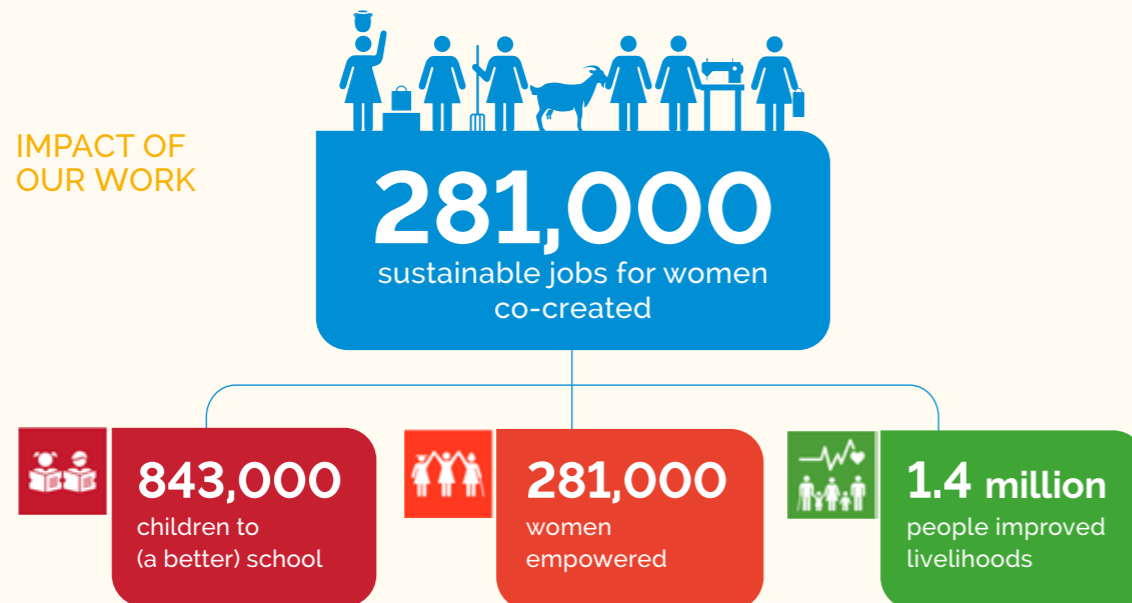 IMPACT OF
OUR WORK
281,000
sustainable jobs for women
co-created
843,000
children to
(a better) school
281,000
women
empowered
1.4 million
people improved
livelihoods